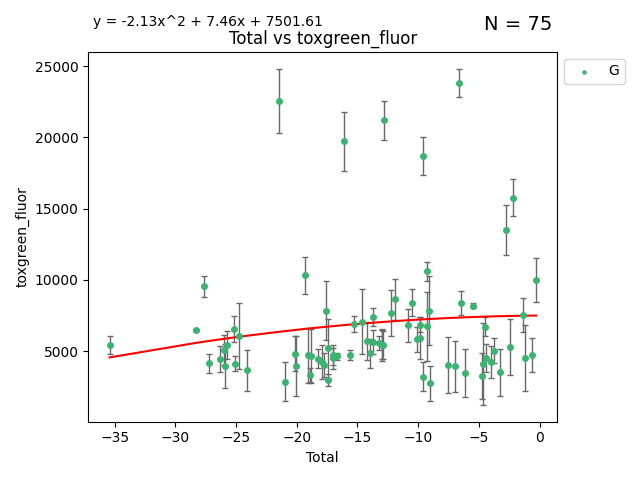 y = -2.13x^2 + 7.46x + 7501.61
N = 75
Total vs toxgreen_fluor
G
25000
20000
15000
10000
5000
toxgreen_fluor
−35
−30
−25
−20
−15
−10
−5
0
Total